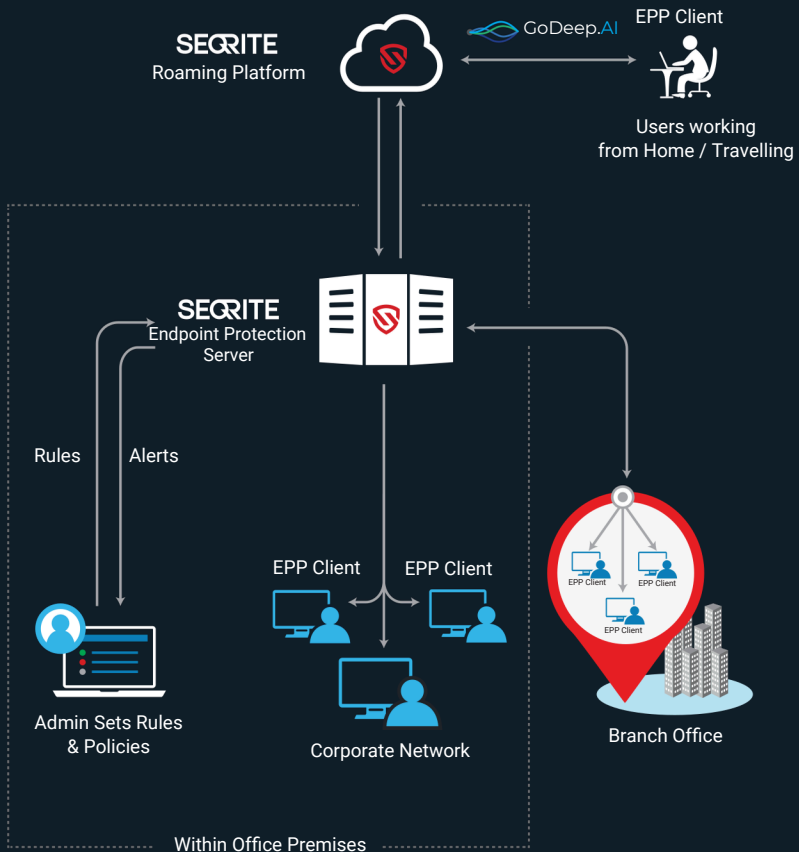 GoDeep.AI
EPP Client
SEQRITE
Roaming Platform
Users working
from Home / Travelling
SEQRITE
Endpoint Protection
Server
Rules
Alerts
EPP Client
EPP Client
EPP Client
EPP Client
EPP Client
Admin Sets Rules
& Policies
Corporate Network
Branch Office
Within Office Premises